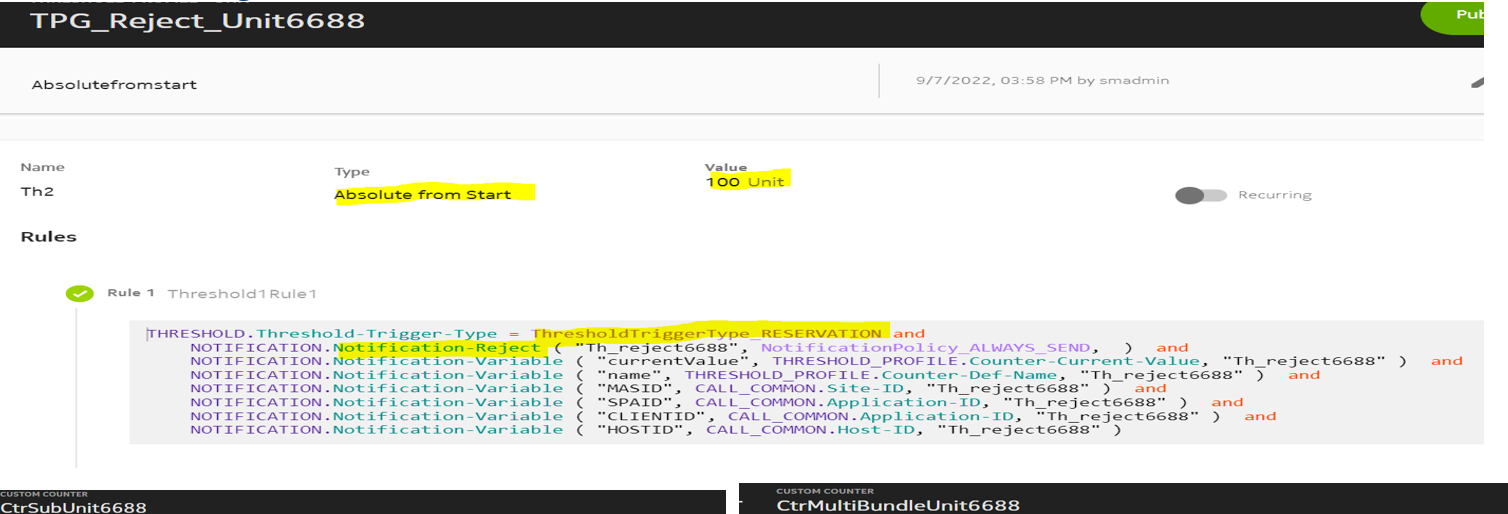 TPG_Reject_Unit6688
Absolutefromstart
9/7/2022, 03:58 PM by smadmin
Name
Type
Value
Th2
Absolute from Start
100 Unit
Recurring
Rules
Rule 1 Threshold1Rule1
THRESHOLD.Threshold-Trigger-Type = ThresholdTriggerType_RESERVATION and
NOTIFICATION.Notification-Reject ( "Th_reject6688", NotificationPolicy_ALWAYS_SEND, ) and
NOTIFICATION.Notification-Variable ( "currentValue", THRESHOLD_PROFILE.Counter-Current-Value, "Th_reject6688" ) and
NOTIFICATION.Notification-Variable ( "name", THRESHOLD_PROFILE.Counter-Def-Name, "Th_reject6688" ) and
NOTIFICATION.Notification-Variable ( "MASID", CALL_COMMON.Site-ID, "Th_reject6688" ) and
NOTIFICATION.Notification-Variable ( "SPAID", CALL_COMMON.Application-ID, "Th_reject6688" ) and
NOTIFICATION.Notification-Variable ( "CLIENTID", CALL_COMMON.Application-ID, "Th_reject6688" ) and
NOTIFICATION.Notification-Variable ( "HOSTID", CALL_COMMON.Host-ID, "Th_reject6688" )
CUSTOM COUNTER
CtrSubUnit6688
CUSTOM COUNTER
CtrMultiBundleUnit6688